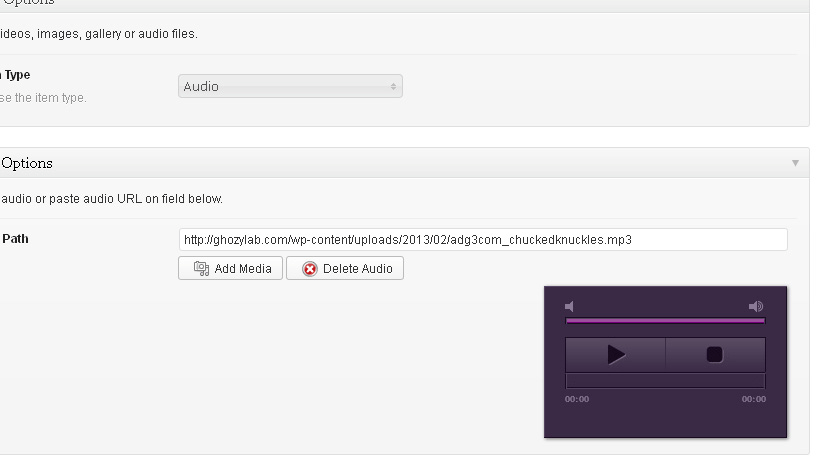 Options
ideos, images, gallery or audio files.
Type
se the item type.
Audio
Options
audio or paste audio URL on field below.
Path
http://ghozylab.com/wp-content/uploads/2013/02/adg3com_chuckedknuckles.mp3
Add Media
Delete Audio
00:00
00:00